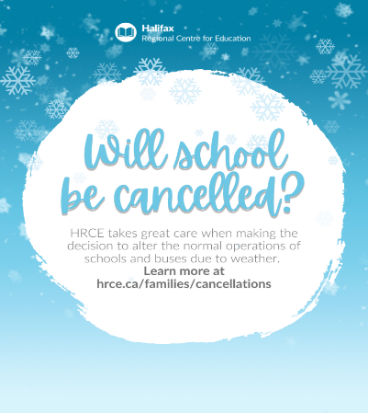 Halifax
Regional Centre for Education
Will school
be cancelled?
HRCE takes great care when making the
decision to alter the normal operations of
schools and buses due to weather.
Learn more at
hrce.ca/families/cancellations